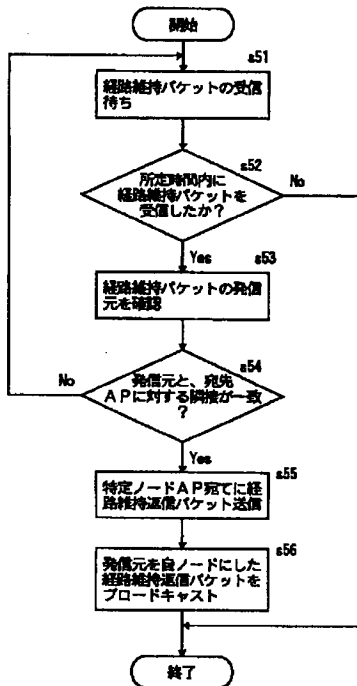 開始
s51
経路維持パケットの受信
待ち
s52
所定時間内に
経路維持パケットを
受信したか？
No
Yes
s53
経路維持パケットの発信
元を確認
s54
発信元と、宛先
APに対する隣接が一致
？
No
Yes
s55
特定ノードAP宛てに経
路維持返信パケット送信
s56
発信元を自ノードにした
経路維持返信パケットを
ブロードキャスト
終了